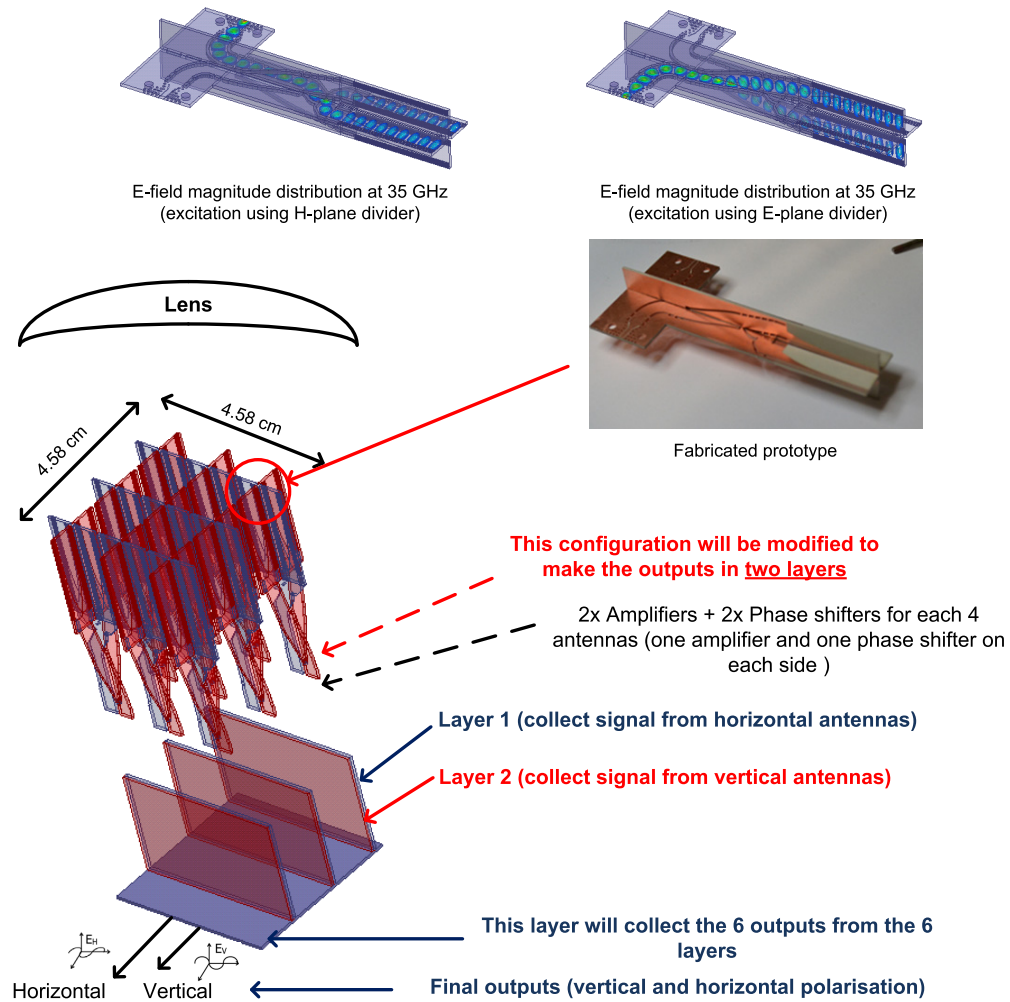 E-field magnitude distribution at 35 GHz
(excitation using H-plane divider)
E-field magnitude distribution at 35 GHz
(excitation using E-plane divider)
Lens
4.58 cm
4.58 cm
Fabricated prototype
This configuration will be modified to
make the outputs in two layers
2x Amplifiers + 2x Phase shifters for each 4
antennas (one amplifier and one phase shifter on
each side )
Layer 1 (collect signal from horizontal antennas)
Layer 2 (collect signal from vertical antennas)
This layer will collect the 6 outputs from the 6
layers
EH
EV
Horizontal
Vertical
Final outputs (vertical and horizontal polarisation)